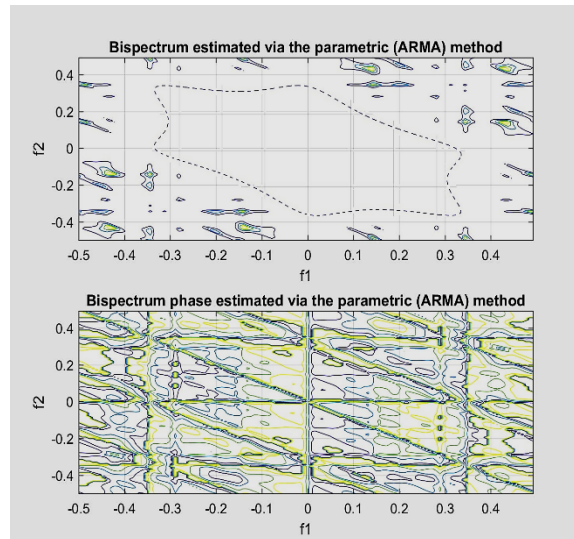 Bispectrum estimated via the parametric (ARMA) method
0.4
0.2
0
-0.2
-0.4
f2
-0.5 -0.4 -0.3 -0.2 -0.1 0 0.1 0.2 0.3 0.4
f1
Bispectrum phase estimated via the parametric (ARMA) method
0.4
0.2
0
-0.2
-0.4
f2
-0.5 -0.4 -0.3 -0.2 -0.1 0 0.1 0.2 0.3 0.4
f1